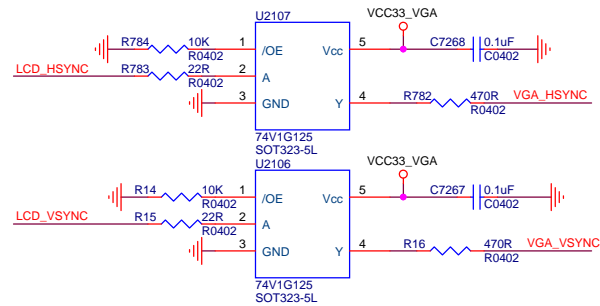 U2107
VCC33_VGA
R784 10K 1 /OE Vcc 5 C7268 0.1uF
R0402 C0402
LCD_HSYNC R783 22R 2 A
R0402
3 GND Y 4 R782 470R VGA_HSYNC
R0402
74V1G125
SOT323-5L
U2106
VCC33_VGA
R14 10K 1 /OE Vcc 5 C7267 0.1uF
R0402 C0402
LCD_VSYNC R15 22R 2 A
R0402
3 GND Y 4 R16 470R VGA_VSYNC
R0402
74V1G125
SOT323-5L